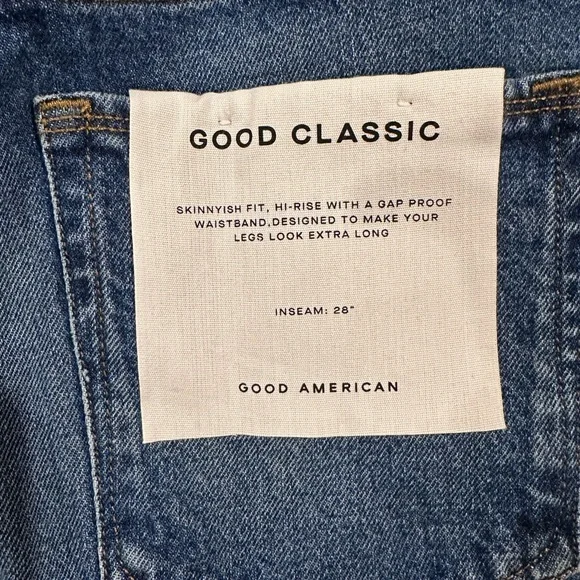 GOOD CLASSIC
SKINNYISH FIT, HI-RISE WITH A GAP PROOF
WAISTBAND,DESIGNED TO MAKE YOUR
LEGS LOOK EXTRA LONG
INSEAM: 28"
GOOD AMERICAN